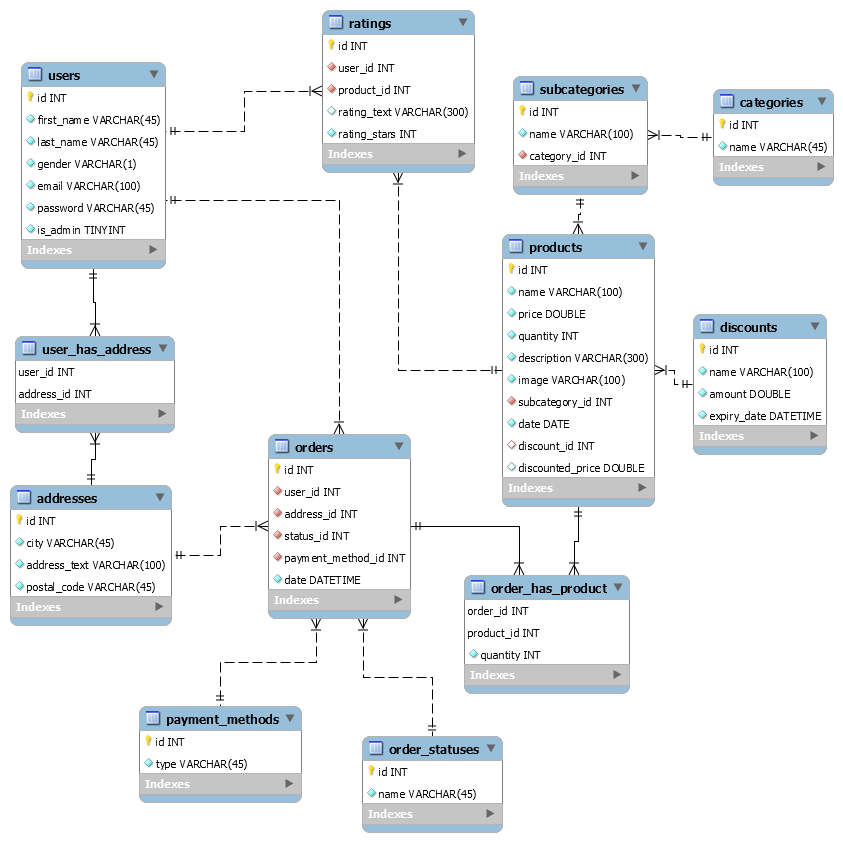 ratings
id INT
user_id INT
product_id INT
rating_text VARCHAR(300)
rating_stars INT
Indexes
users
id INT
first_name VARCHAR(45)
last_name VARCHAR(45)
gender VARCHAR(1)
email VARCHAR(100)
password VARCHAR(45)
is_admin TINYINT
Indexes
subcategories
id INT
name VARCHAR(100)
category_id INT
Indexes
categories
id INT
name VARCHAR(45)
Indexes
products
id INT
name VARCHAR(100)
price DOUBLE
quantity INT
description VARCHAR(300)
image VARCHAR(100)
subcategory_id INT
date DATE
discount_id INT
discounted_price DOUBLE
Indexes
discounts
id INT
name VARCHAR(100)
amount DOUBLE
expiry_date DATETIME
Indexes
user_has_address
user_id INT
address_id INT
Indexes
orders
id INT
user_id INT
address_id INT
status_id INT
payment_method_id INT
date DATETIME
Indexes
addresses
id INT
city VARCHAR(45)
address_text VARCHAR(100)
postal_code VARCHAR(45)
Indexes
order_has_product
order_id INT
product_id INT
quantity INT
Indexes
payment_methods
id INT
type VARCHAR(45)
Indexes
order_statuses
id INT
name VARCHAR(45)
Indexes